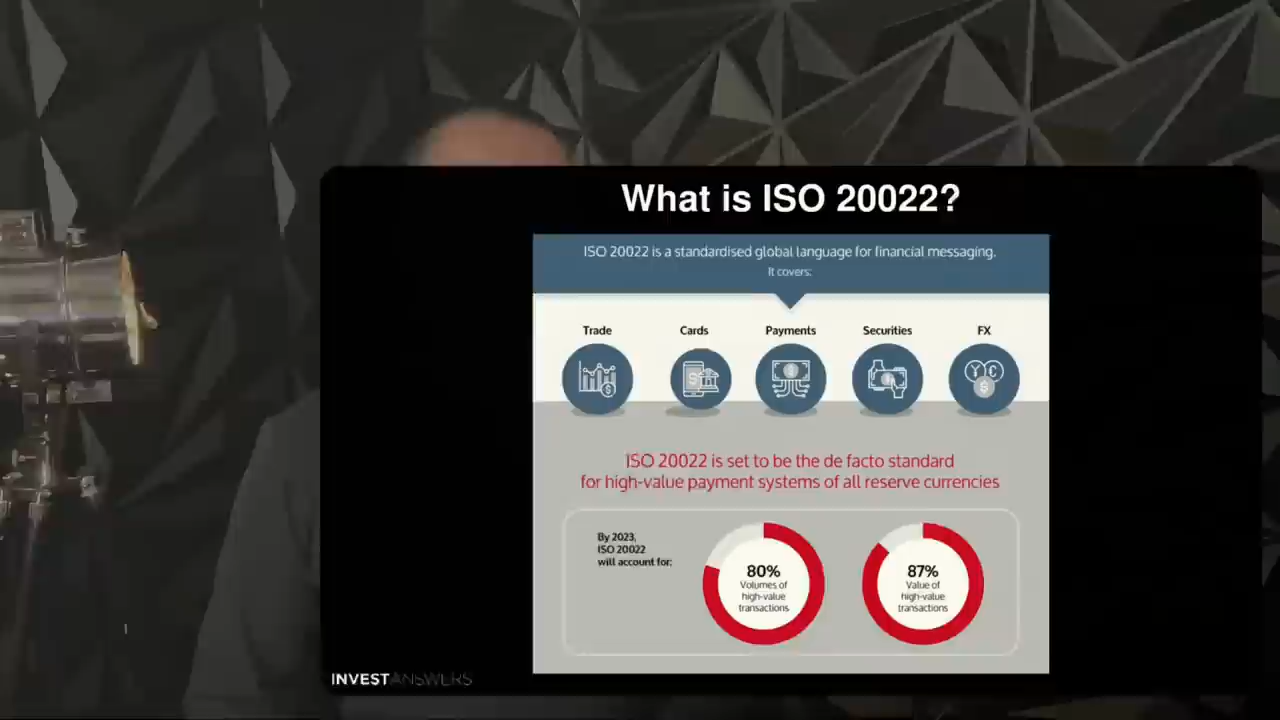 What is ISO 20022?
ISO 20022 is a standardised global language for financial messaging.
It covers:
Trade
Cards
Payments
Securities
FX
ISO 20022 is set to be the de facto standard
for high-value payment systems of all reserve currencies
By 2023,
ISO 20022
will account for:
80%
Volumes of
high-value
transactions
87%
Value of
high-value
transactions
INVESTANSWERS